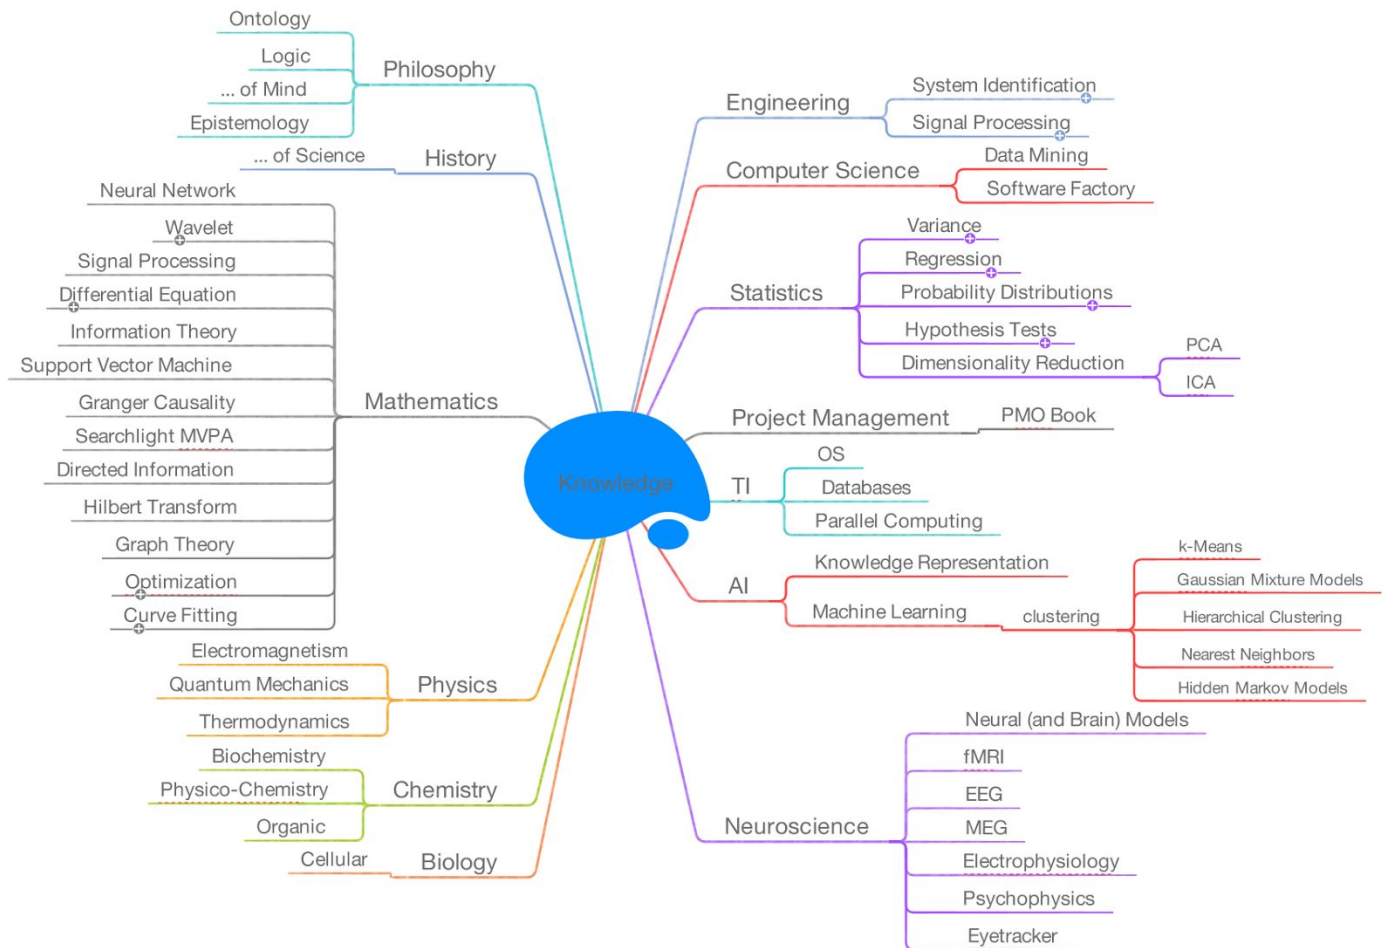 Ontology
Logic
... of Mind
Epistemology
Philosophy
... of Science
History
Neural Network
Wavelet
Signal Processing
Differential Equation
Information Theory
Support Vector Machine
Granger Causality
Searchlight MVPA
Directed Information
Hilbert Transform
Graph Theory
Optimization
Curve Fitting
Mathematics
Electromagnetism
Quantum Mechanics
Thermodynamics
Physics
Biochemistry
Physico-Chemistry
Organic
Chemistry
Cellular
Biology
Knowledge
Engineering
System Identification
Signal Processing
Computer Science
Data Mining
Software Factory
Statistics
Variance
Regression
Probability Distributions
Hypothesis Tests
Dimensionality Reduction
PCA
ICA
Project Management
PMO Book
TI
OS
Databases
Parallel Computing
AI
Knowledge Representation
Machine Learning
clustering
k-Means
Gaussian Mixture Models
Hierarchical Clustering
Nearest Neighbors
Hidden Markov Models
Neuroscience
Neural (and Brain) Models
fMRI
EEG
MEG
Electrophysiology
Psychophysics
Eyetracker